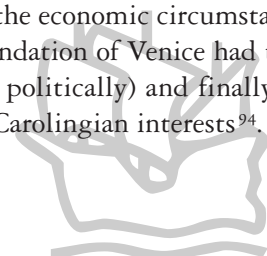 the economic circumsta
ndation of Venice had
politically) and finally
Carolingian interests⁹⁴.